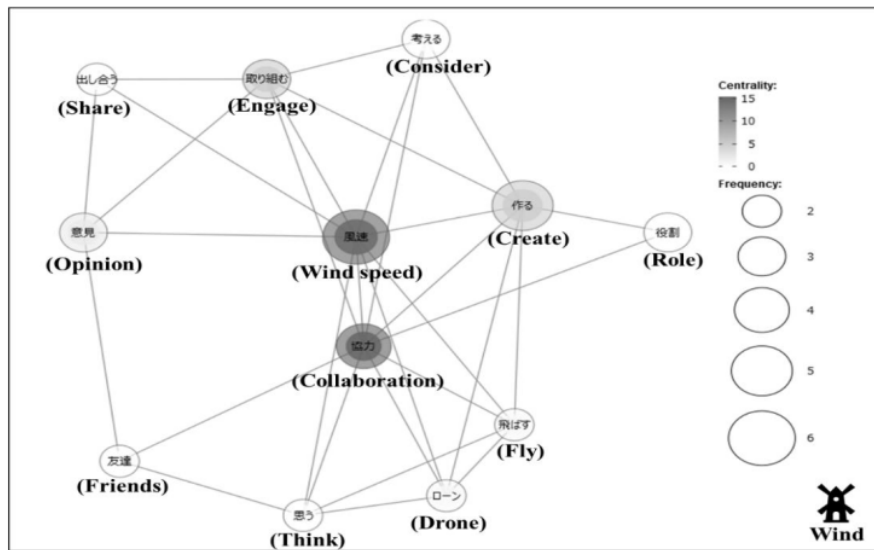 考える
(Consider)
出し合う
(Share)
取り組む
(Engage)
Centrality:
15
10
5
0
Frequency:
2
3
4
5
6
作る
(Create)
役割
(Role)
意見
(Opinion)
風速
(Wind speed)
協力
(Collaboration)
飛ばす
(Fly)
友達
(Friends)
ローン
(Drone)
思う
(Think)
Wind